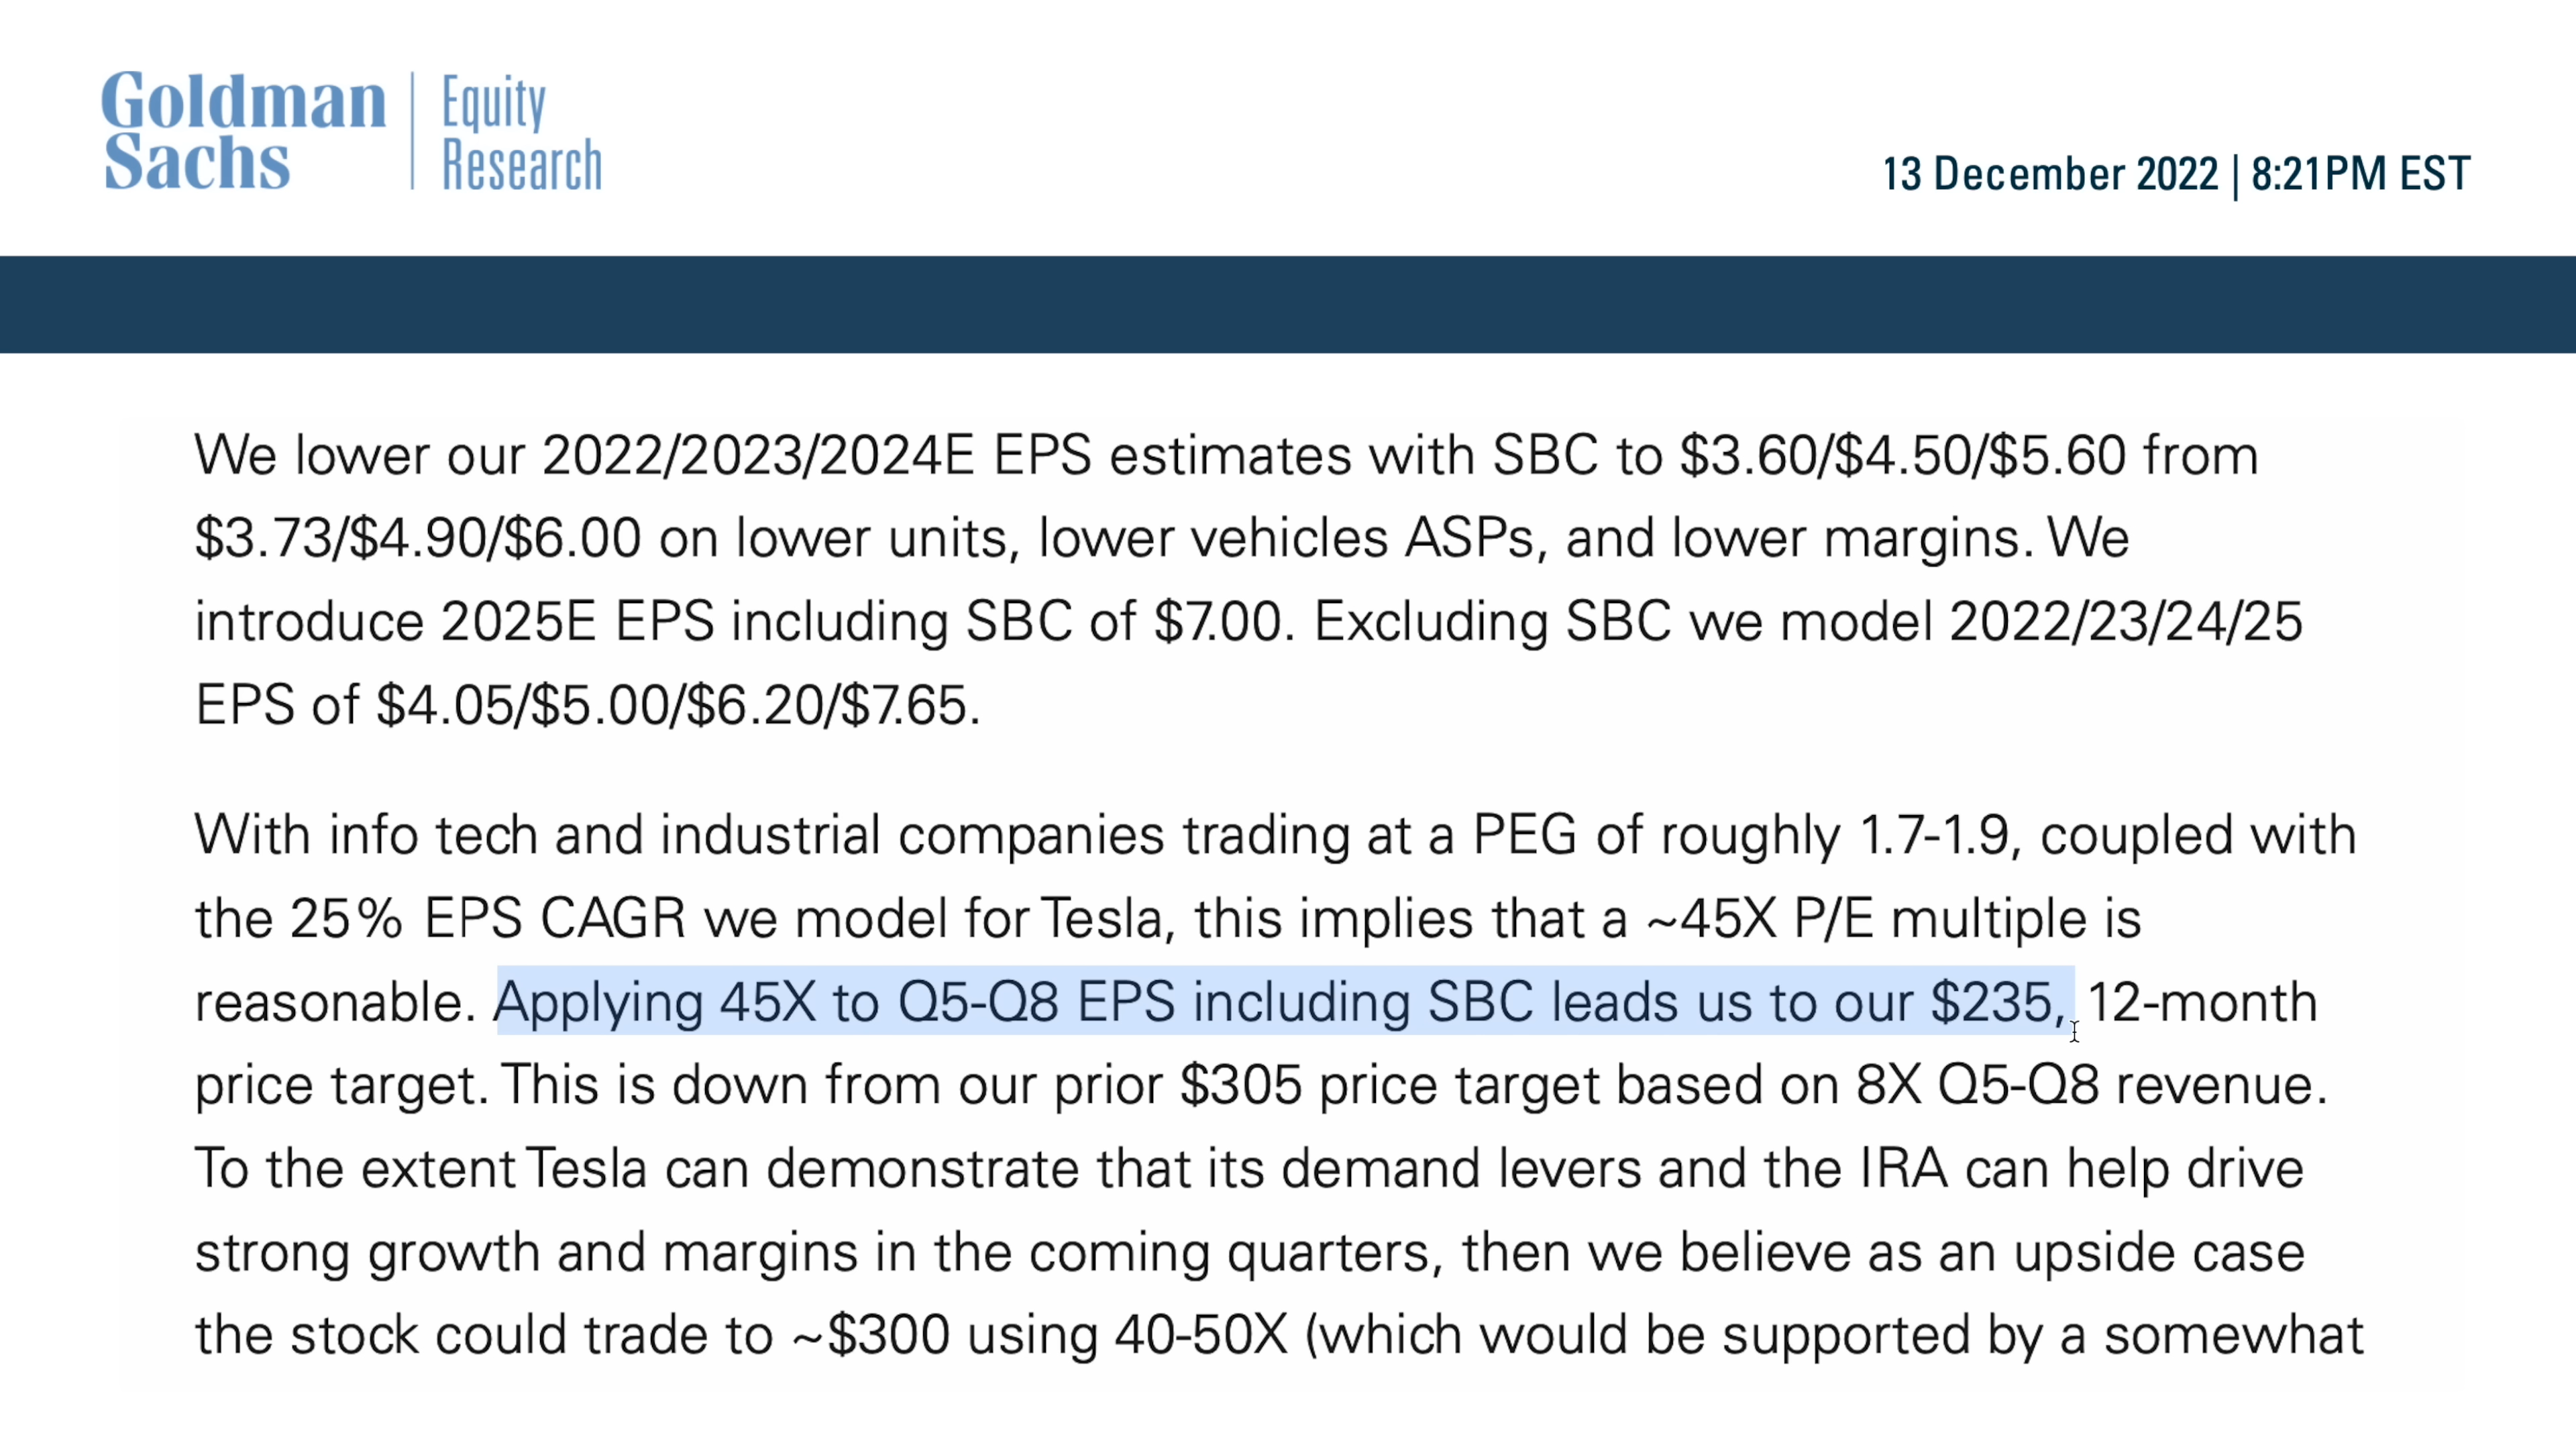 Goldman
Sachs
Equity
Research
13 December 2022 | 8:21PM EST
We lower our 2022/2023/2024E EPS estimates with SBC to $3.60/$4.50/$5.60 from
$3.73/$4.90/$6.00 on lower units, lower vehicles ASPs, and lower margins. We
introduce 2025E EPS including SBC of $7.00. Excluding SBC we model 2022/23/24/25
EPS of $4.05/$5.00/$6.20/$7.65.
With info tech and industrial companies trading at a PEG of roughly 1.7-1.9, coupled with
the 25% EPS CAGR we model for Tesla, this implies that a ~45X P/E multiple is
reasonable. Applying 45X to Q5-Q8 EPS including SBC leads us to our $235, 12-month
price target. This is down from our prior $305 price target based on 8X Q5-Q8 revenue.
To the extent Tesla can demonstrate that its demand levers and the IRA can help drive
strong growth and margins in the coming quarters, then we believe as an upside case
the stock could trade to ~$300 using 40-50X (which would be supported by a somewhat